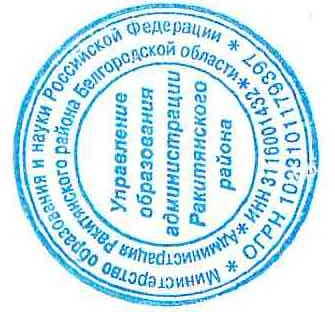 * Министерство образования и науки Российской Федерации * ОГРН 1023101179397
* Администрация Ракитянского района Белгородской области * ИНН 3116001432
Управление
образования
администрации
Ракитянского
района